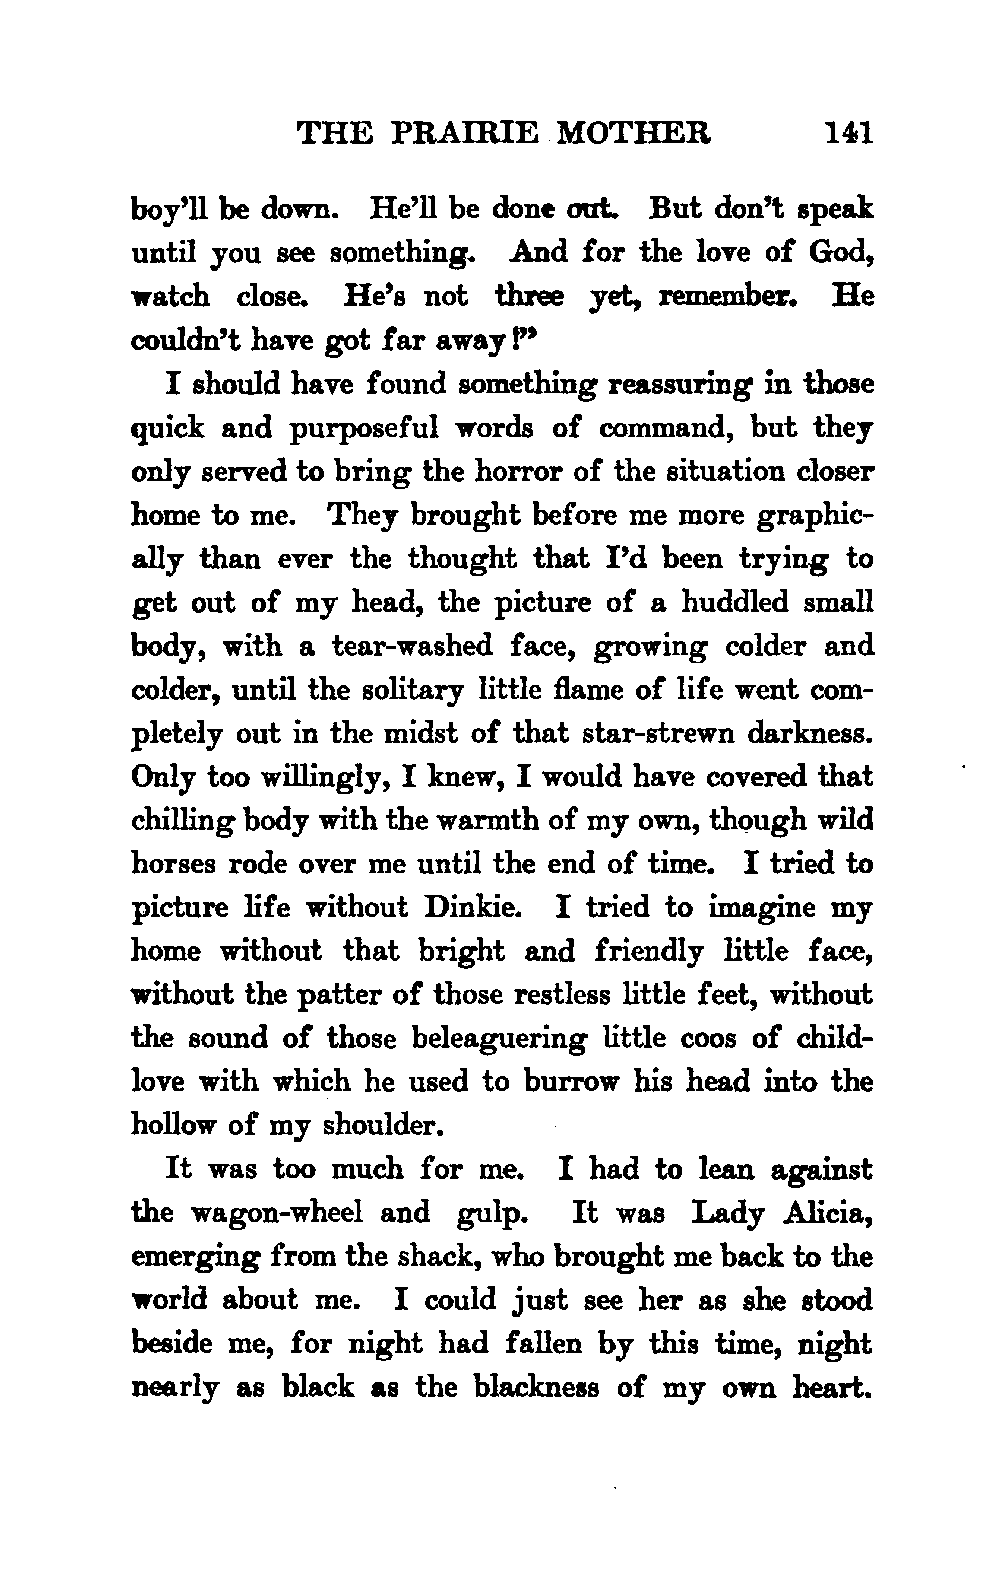 THE PRAIRIE MOTHER 141
boy'll be down. He'll be done out. But don't speak
until you see something. And for the love of God,
watch close. He's not three yet, remember. He
couldn't have got far away!"
I should have found something reassuring in those
quick and purposeful words of command, but they
only served to bring the horror of the situation closer
home to me. They brought before me more graphic-
ally than ever the thought that I'd been trying to
get out of my head, the picture of a huddled small
body, with a tear-washed face, growing colder and
colder, until the solitary little flame of life went com-
pletely out in the midst of that star-strewn darkness.
Only too willingly, I knew, I would have covered that
chilling body with the warmth of my own, though wild
horses rode over me until the end of time. I tried to
picture life without Dinkie. I tried to imagine my
home without that bright and friendly little face,
without the patter of those restless little feet, without
the sound of those beleaguering little coos of child-
love with which he used to burrow his head into the
hollow of my shoulder.
It was too much for me. I had to lean against
the wagon-wheel and gulp. It was Lady Alicia,
emerging from the shack, who brought me back to the
world about me. I could just see her as she stood
beside me, for night had fallen by this time, night
nearly as black as the blackness of my own heart.